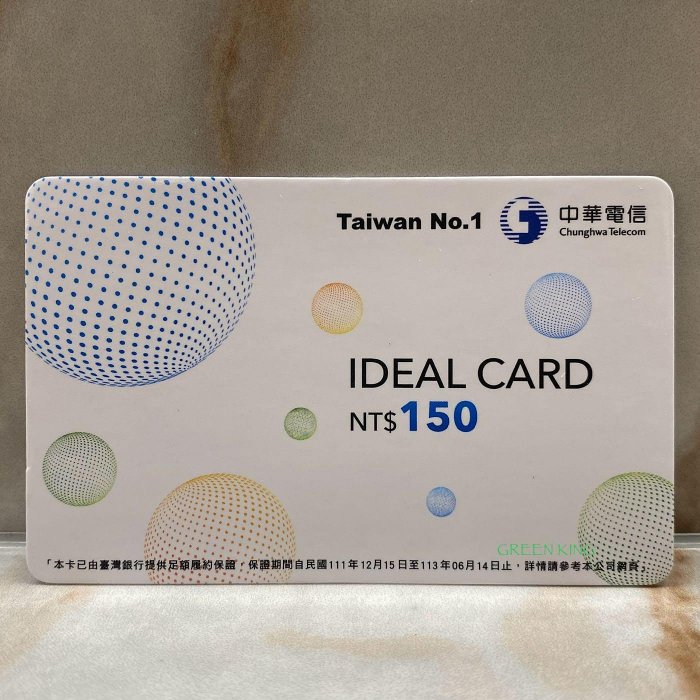 Taiwan No.1
中華電信
Chunghwa Telecom
IDEAL CARD
NT$150
GREEN KING
「本卡已由臺灣銀行提供足額履約保證，保證期間自民國111年12月15日至113年06月14日止，詳情請參考本公司網頁」